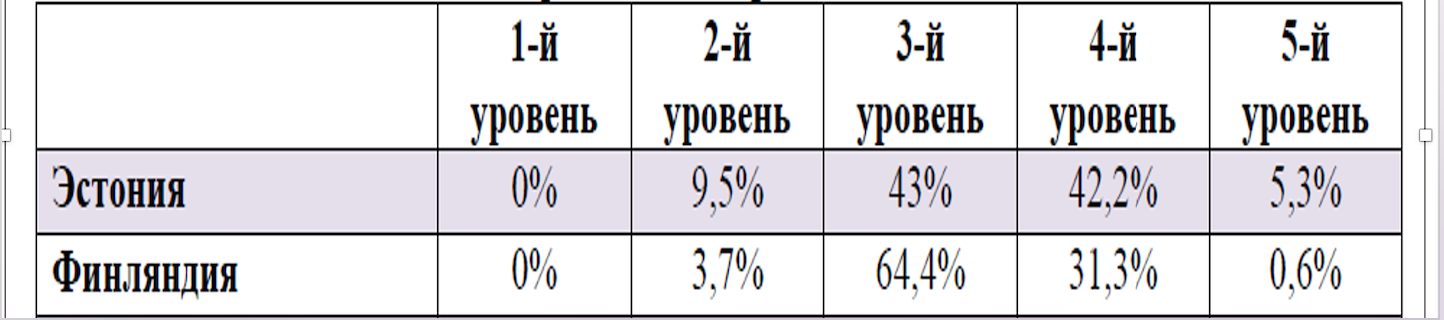 1-й 2-й 3-й 4-й 5-й
уровень уровень уровень уровень уровень
Эстония 0% 9,5% 43% 42,2% 5,3%
Финляндия 0% 3,7% 64,4% 31,3% 0,6%